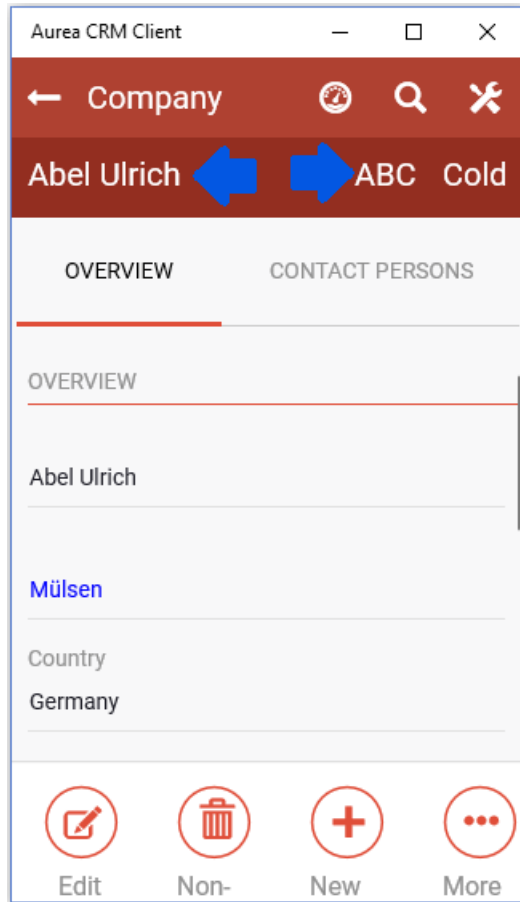 Aurea CRM Client
Company
Abel Ulrich ABC Cold
OVERVIEW CONTACT PERSONS
OVERVIEW
Abel Ulrich
Mülsen
Country
Germany
Edit Non- New More